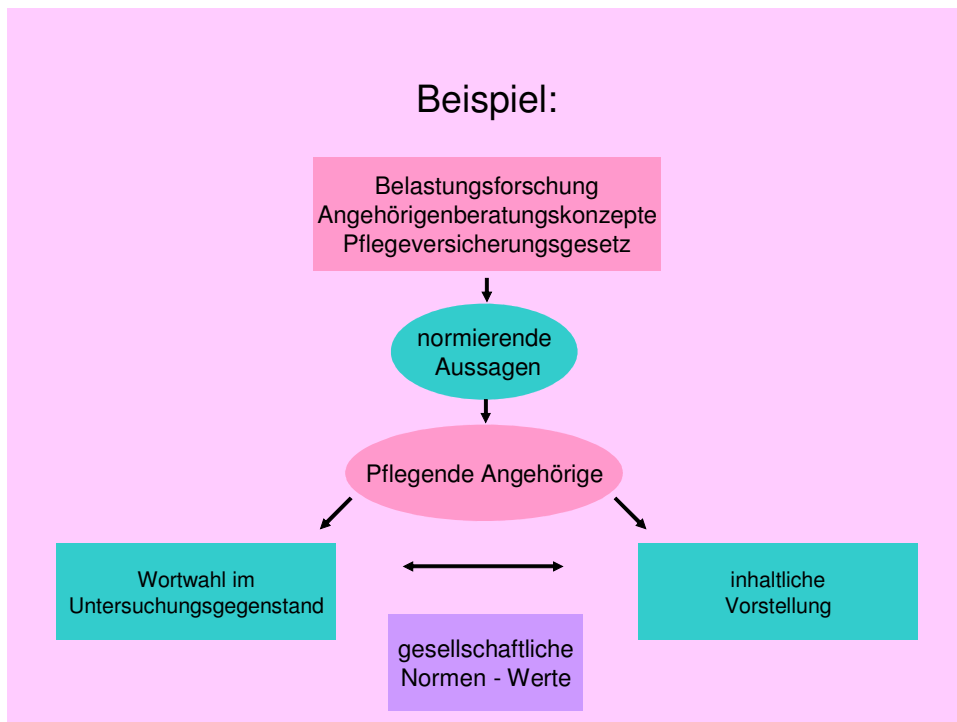 Beispiel:
Belastungsforschung
Angehörigenberatungskonzepte
Pflegeversicherungsgesetz
normierende
Aussagen
Pflegende Angehörige
Wortwahl im
Untersuchungsgegenstand
inhaltliche
Vorstellung
gesellschaftliche
Normen - Werte